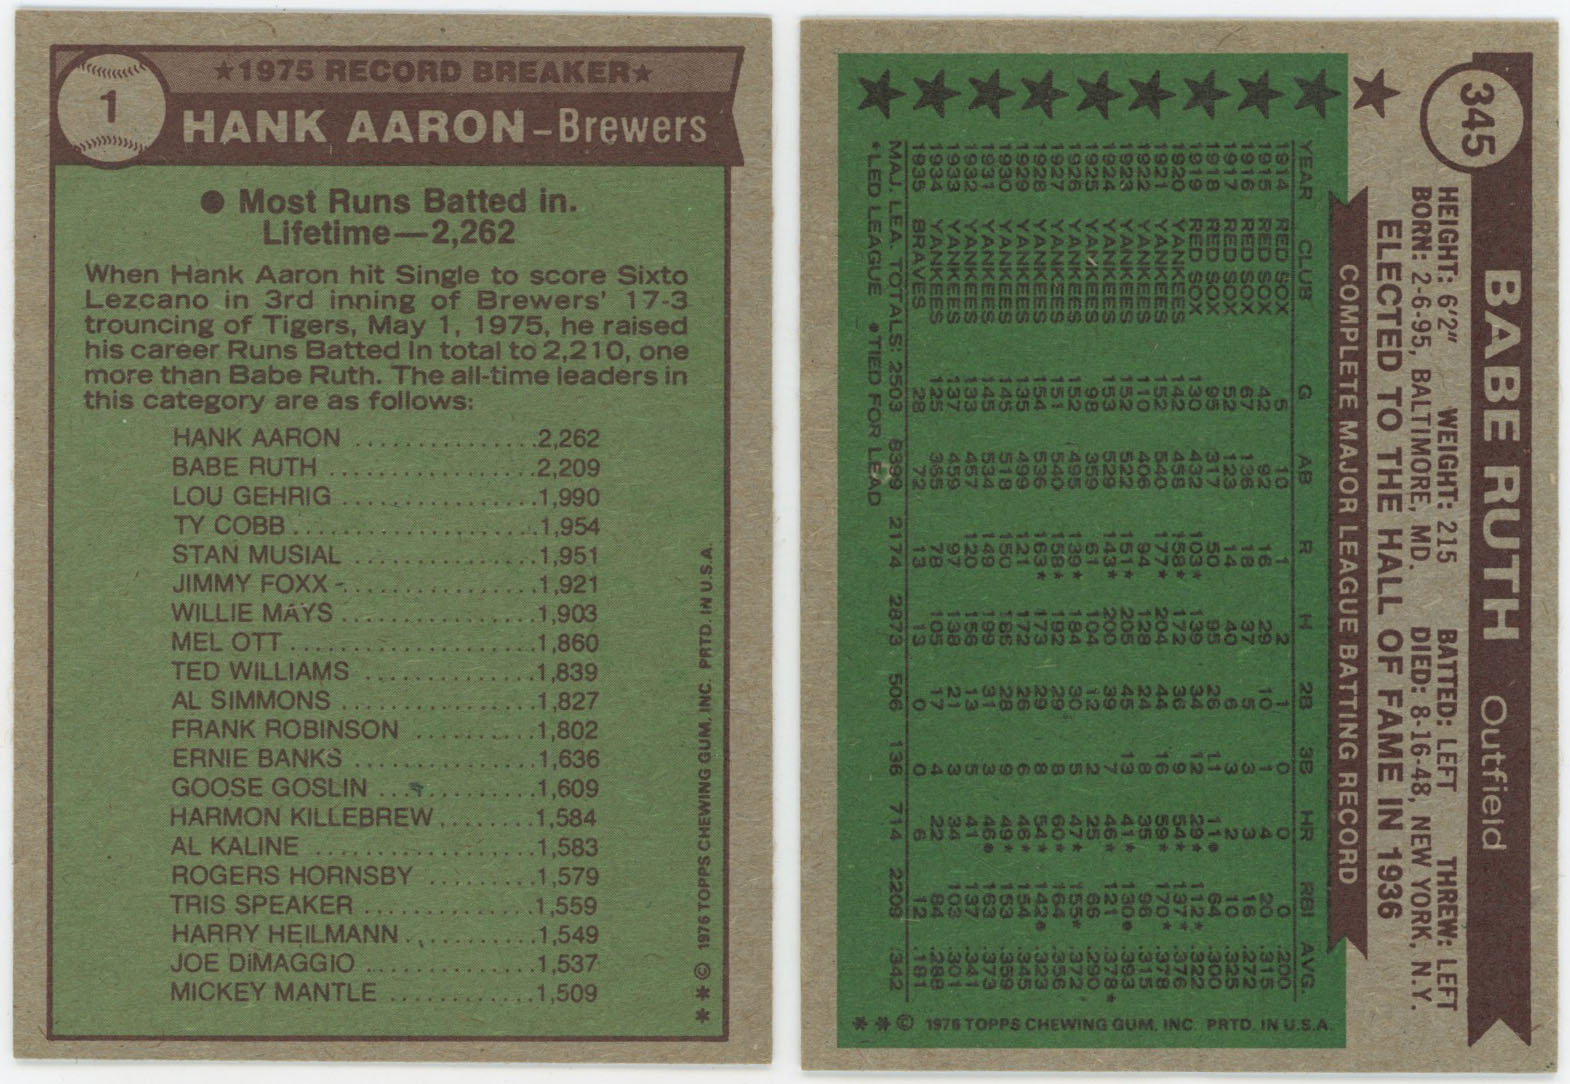 1
★1975 RECORD BREAKER★
HANK AARON–Brewers
● Most Runs Batted in.
Lifetime—2,262
When Hank Aaron hit Single to score Sixto
Lezcano in 3rd inning of Brewers' 17-3
trouncing of Tigers, May 1, 1975, he raised
his career Runs Batted In total to 2,210, one
more than Babe Ruth. The all-time leaders in
this category are as follows:
HANK AARON ................2,262
BABE RUTH ..................2,209
LOU GEHRIG .................1,990
TY COBB .....................1,954
STAN MUSIAL ................1,951
JIMMY FOXX .................1,921
WILLIE MAYS .................1,903
MEL OTT .....................1,860
TED WILLIAMS ...............1,839
AL SIMMONS .................1,827
FRANK ROBINSON ...........1,802
ERNIE BANKS ................1,636
GOOSE GOSLIN ..............1,609
HARMON KILLEBREW.........1,584
AL KALINE ...................1,583
ROGERS HORNSBY ..........1,579
TRIS SPEAKER ...............1,559
HARRY HEILMANN............1,549
JOE DiMAGGIO ...............1,537
MICKEY MANTLE .............1,509
* * © 1976 TOPPS CHEWING GUM, INC. PRTD. IN U.S.A.
345
BABE RUTH Outfield
HEIGHT: 6'2" WEIGHT: 215 BATTED: LEFT THREW: LEFT
BORN: 2-6-95, BALTIMORE, MD. DIED: 8-16-48, NEW YORK, N.Y.
ELECTED TO THE HALL OF FAME IN 1936
COMPLETE MAJOR LEAGUE BATTING RECORD
YEAR CLUB G AB R H 2B 3B HR RBI AVG.
1914 RED SOX 5 10 1 2 1 0 0 0 .200
1915 RED SOX 42 92 16 29 10 1 4 20 .315
1916 RED SOX 67 136 18 37 5 3 3 16 .272
1917 RED SOX 52 123 14 40 6 3 2 10 .325
1918 RED SOX 95 317 50 95 26 11 11• 64 .300
1919 RED SOX 130 432 103* 139 34 12 29* 112* .322
1920 YANKEES 142 458 158* 172 36 9 54* 137* .376
1921 YANKEES 152 540 177* 204 44 16 59* 170* .378
1922 YANKEES 110 406 94 128 24 8 35 96 .315
1923 YANKEES 152 522 151* 205 45 13 41* 130• .393
1924 YANKEES 153 529 143* 200 39 7 46* 121 .378*
1925 YANKEES 98 359 61 104 12 2 25 66 .290
1926 YANKEES 152 495 139* 184 30 5 47* 155* .372
1927 YANKEES 151 540 158* 192 29 8 60* 164 .356
1928 YANKEES 154 536 163* 173 29 8 54* 142• .323
1929 YANKEES 135 499 121 172 26 6 46* 154 .345
1930 YANKEES 145 518 150 186 28 9 49* 153 .359
1931 YANKEES 145 534 149 199 31 3 46• 163 .373
1932 YANKEES 133 457 120 156 13 5 41 137 .341
1933 YANKEES 137 459 97 138 21 3 34 103 .301
1934 YANKEES 125 365 78 105 17 4 22 84 .288
1935 BRAVES 28 72 13 13 0 0 6 12 .181
MAJ. LEA. TOTALS: 2503 8399 2174 2873 506 136 714 2209 .342
*LED LEAGUE •TIED FOR LEAD
* * © 1976 TOPPS CHEWING GUM, INC. PRTD. IN U.S.A.